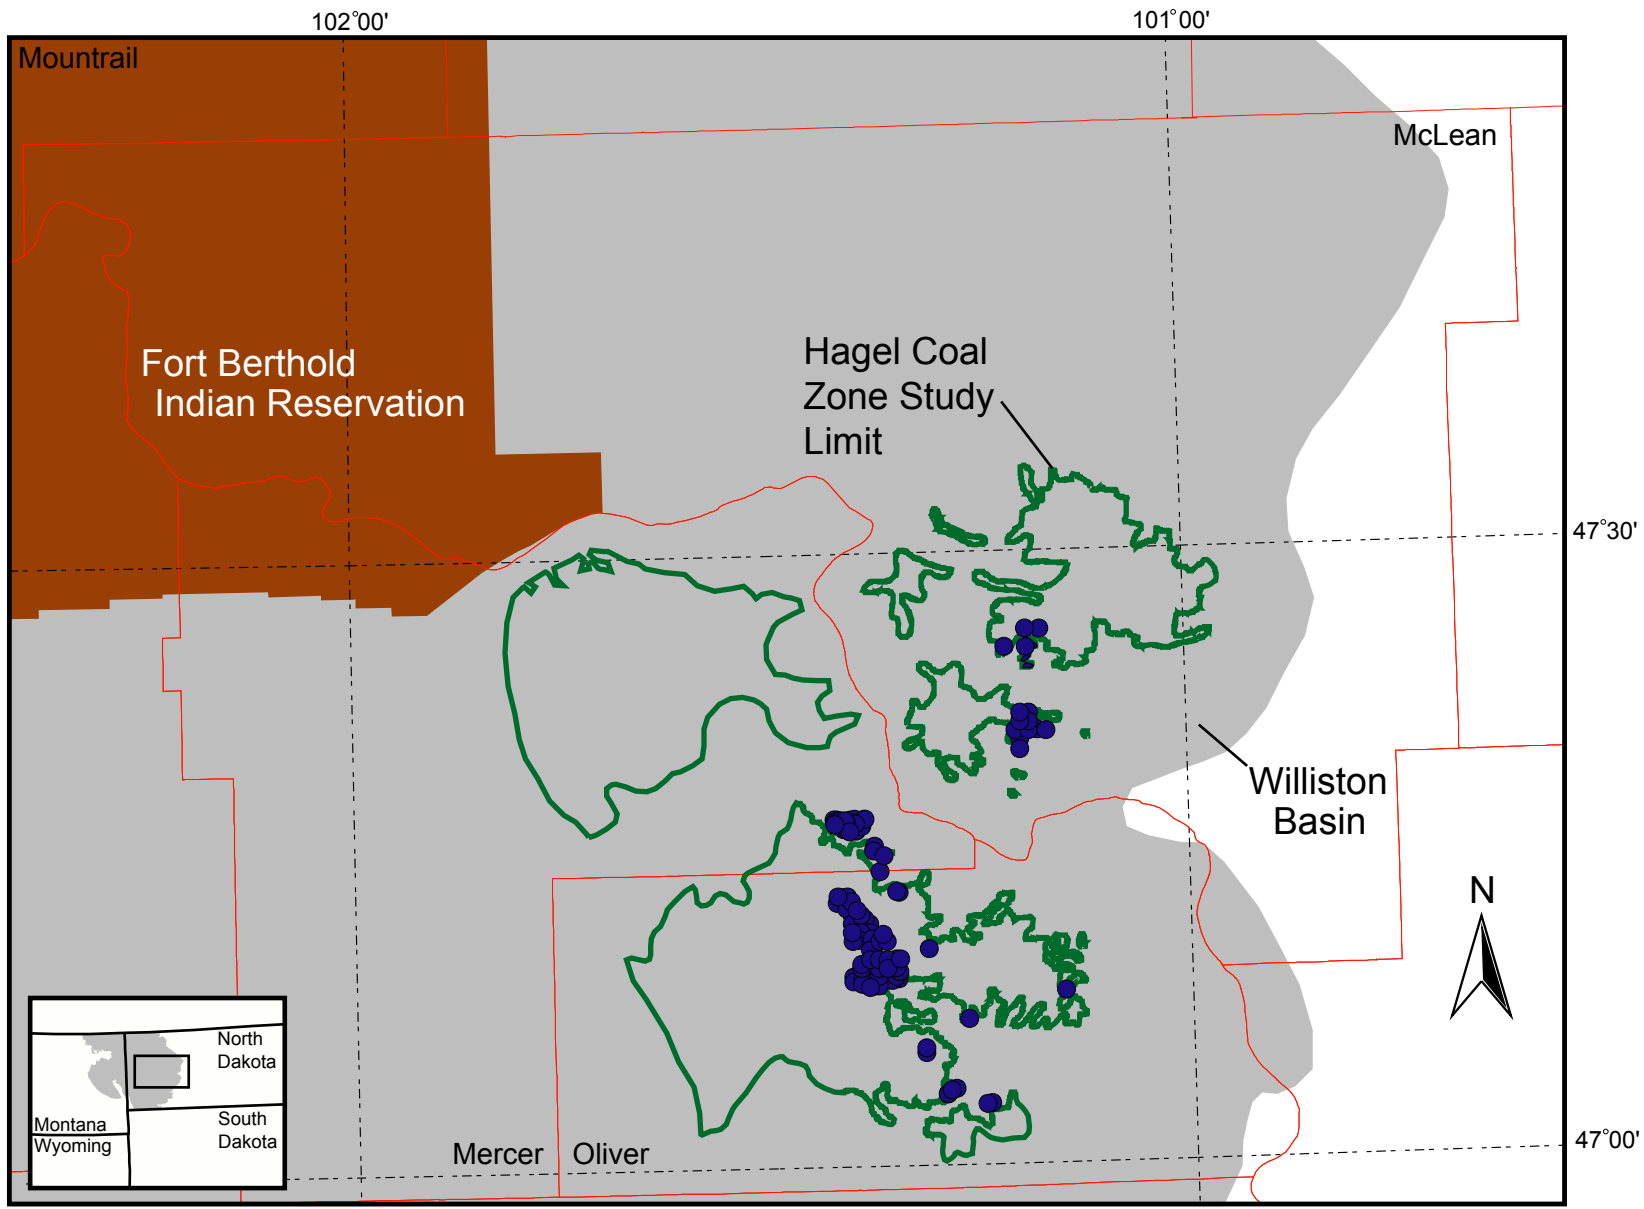 102°00'
101°00'
Mountrail
McLean
Hagel Coal
Zone Study
Limit
Fort Berthold
Indian Reservation
47°30'
Williston
Basin
N
North
Dakota
South
Dakota
Montana
Wyoming
Mercer
Oliver
47°00'